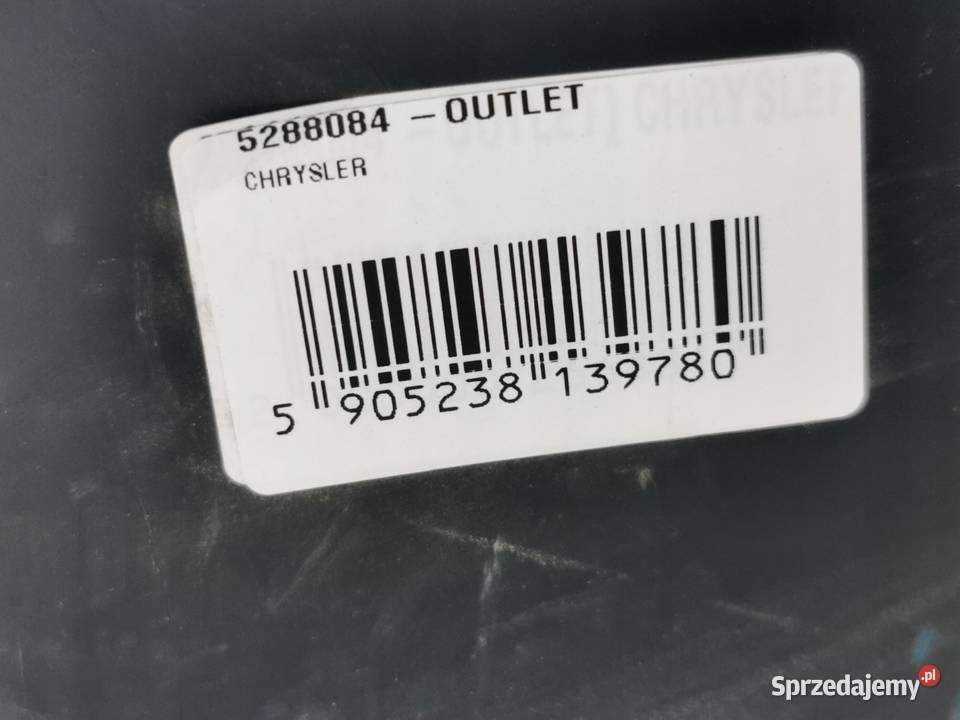 5288084 - OUTLET
CHRYSLER
5 905238 139780
Sprzedajemy.pl